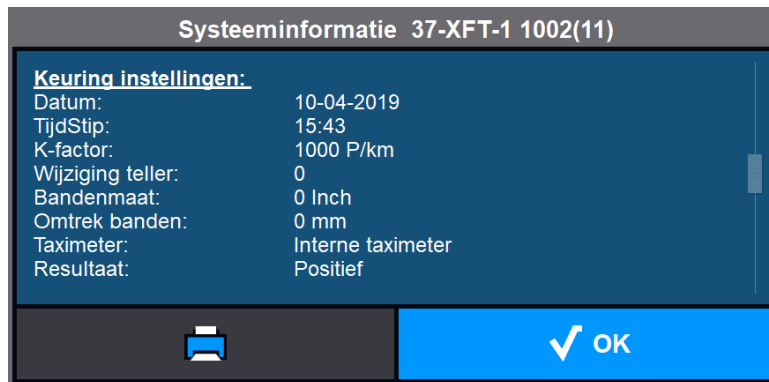 Systeeminformatie 37-XFT-1 1002(11)
Keuring instellingen:
Datum: 10-04-2019
TijdStip: 15:43
K-factor: 1000 P/km
Wijziging teller: 0
Bandenmaat: 0 Inch
Omtrek banden: 0 mm
Taximeter: Interne taximeter
Resultaat: Positief
OK